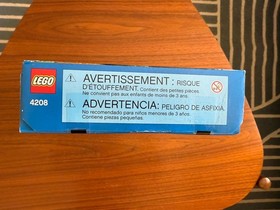 LEGO
4208
AVERTISSEMENT : RISQUE
D'ÉTOUFFEMENT. Contient des petites pièces.
Ne convient pas aux enfants de moins de 3 ans.
ADVERTENCIA: PELIGRO DE ASFIXIA.
No recomendado para niños menores de 3 años.
Contiene piezas pequeñas.